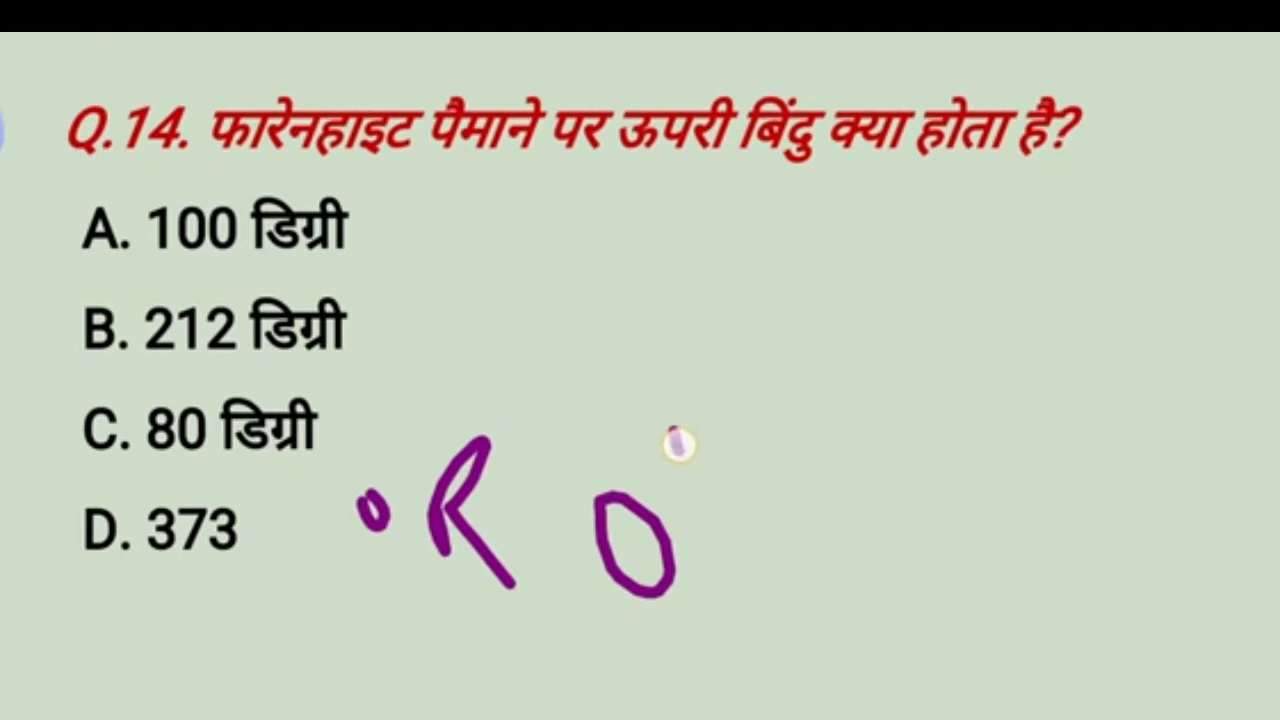 Q.14. फारेनहाइट पैमाने पर ऊपरी बिंदु क्या होता है?
A. 100 डिग्री
B. 212 डिग्री
C. 80 डिग्री
D. 373
°R 0